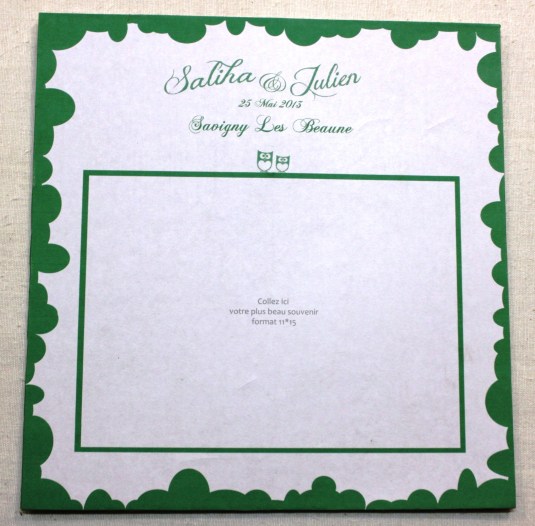 Saliha & Julien
25 Mai 2013
Savigny Les Beaune
Collez ici
votre plus beau souvenir
format 11*15